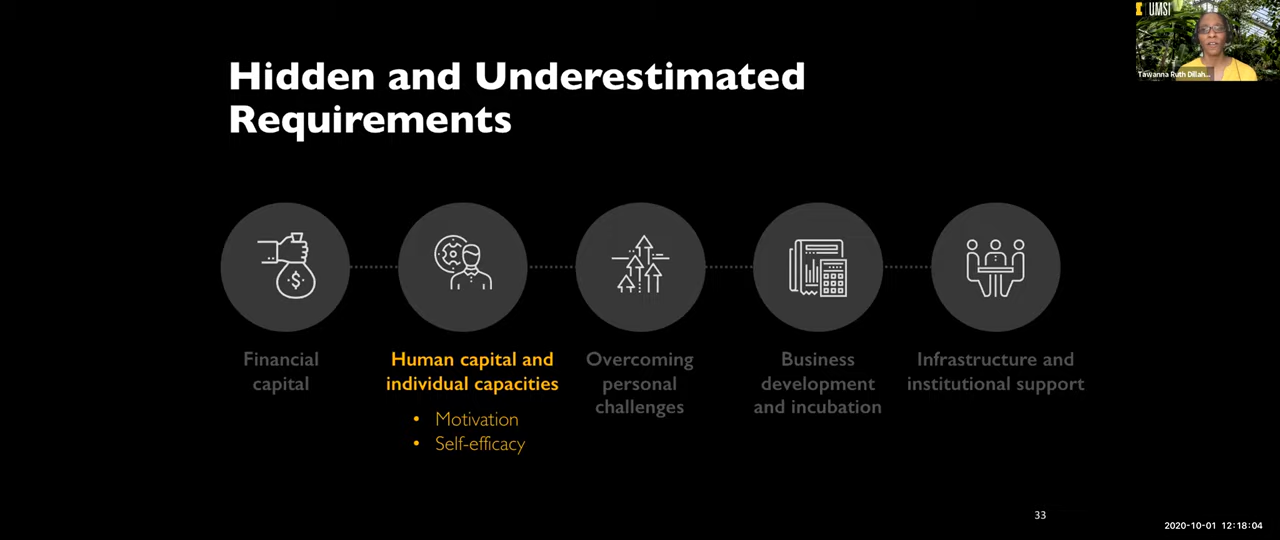 UMSI
Tawanna Ruth Dillah...
Hidden and Underestimated
Requirements
$
Financial
capital
Human capital and
individual capacities
• Motivation
• Self-efficacy
Overcoming
personal
challenges
Business
development
and incubation
Infrastructure and
institutional support
33
2020-10-01 12:18:04